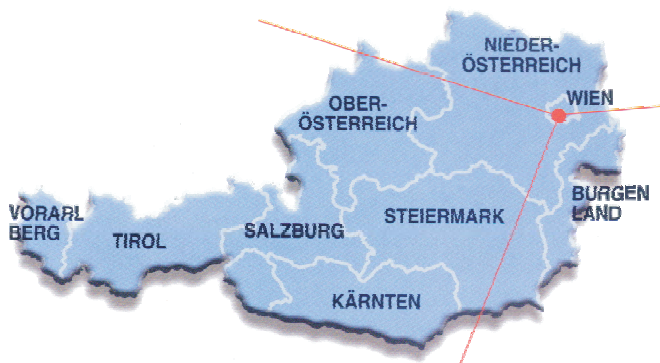 NIEDER-
ÖSTERREICH
WIEN
OBER-
ÖSTERREICH
BURGEN
LAND
VORARL
BERG
TIROL
SALZBURG
STEIERMARK
KÄRNTEN